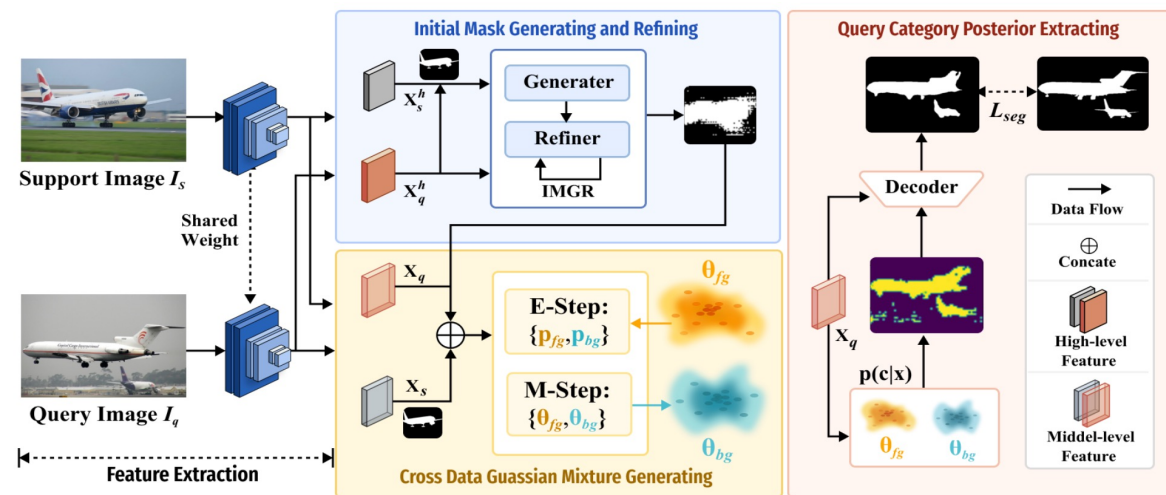 Initial Mask Generating and Refining
Query Category Posterior Extracting
Support Image I_s
Shared
Weight
Query Image I_q
Feature Extraction
X_s^h
X_q^h
Generater
Refiner
IMGR
X_q
X_s
E-Step:
{p_fg,p_bg}
M-Step:
{θ_fg,θ_bg}
θ_fg
θ_bg
Cross Data Guassian Mixture Generating
L_seg
Decoder
X_q
p(c|x)
θ_fg θ_bg
Data Flow
Concate
High-level
Feature
Middel-level
Feature